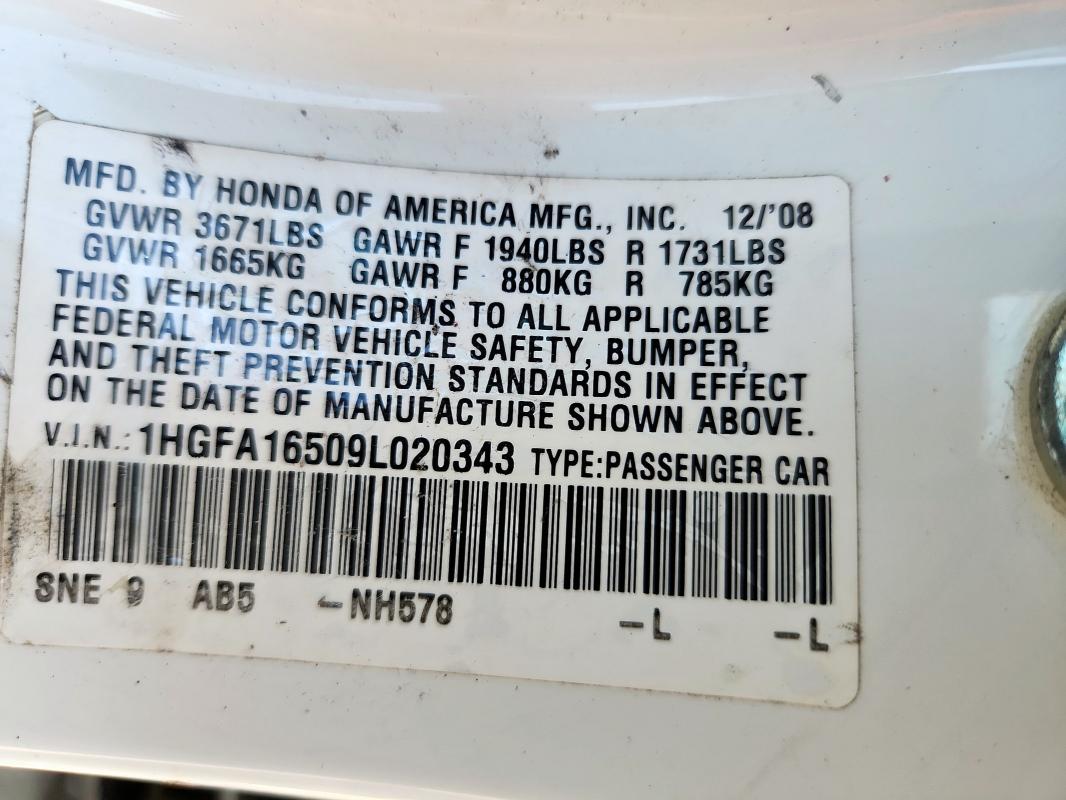 MFD. BY HONDA OF AMERICA MFG., INC. 12/'08
GVWR 3671LBS GAWR F 1940LBS R 1731LBS
GVWR 1665KG GAWR F 880KG R 785KG
THIS VEHICLE CONFORMS TO ALL APPLICABLE
FEDERAL MOTOR VEHICLE SAFETY, BUMPER,
AND THEFT PREVENTION STANDARDS IN EFFECT
ON THE DATE OF MANUFACTURE SHOWN ABOVE.
V.I.N.: 1HGFA16509L020343 TYPE:PASSENGER CAR
SNE 9 AB5 -NH578 -L -L